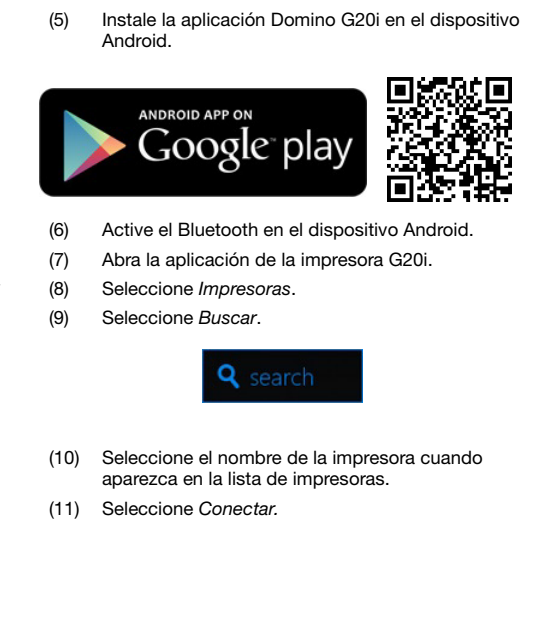 (5) Instale la aplicación Domino G20i en el dispositivo
Android.
ANDROID APP ON
Google play
(6) Active el Bluetooth en el dispositivo Android.
(7) Abra la aplicación de la impresora G20i.
(8) Seleccione Impresoras.
(9) Seleccione Buscar.
search
(10) Seleccione el nombre de la impresora cuando
aparezca en la lista de impresoras.
(11) Seleccione Conectar.